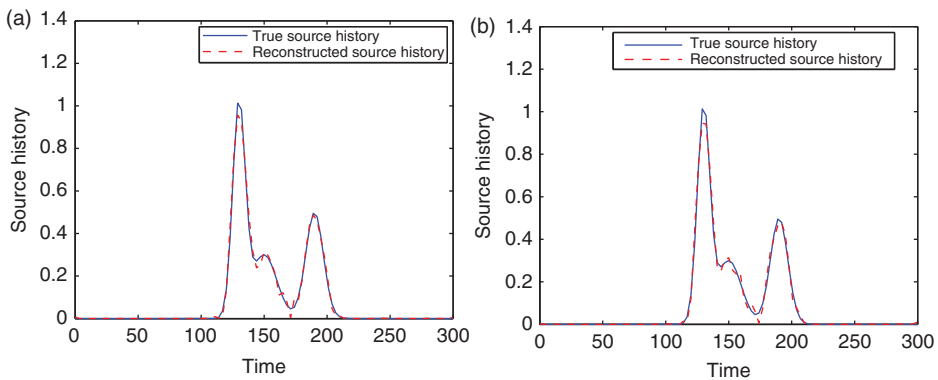 (a)
1.4
1.2
1
0.8
0.6
0.4
0.2
0
Source history
True source history
Reconstructed source history
0 50 100 150 200 250 300
Time
(b)
1.4
1.2
1
0.8
0.6
0.4
0.2
0
Source history
True source history
Reconstructed source history
0 50 100 150 200 250 300
Time